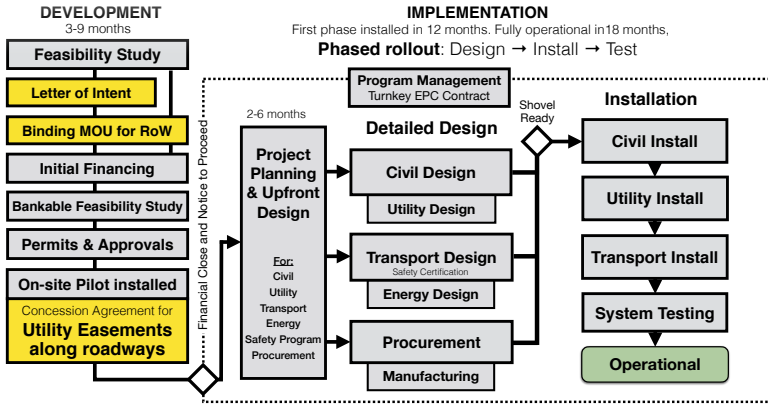 DEVELOPMENT
3-9 months
Feasibility Study
Letter of Intent
Binding MOU for RoW
Initial Financing
Bankable Feasibility Study
Permits & Approvals
On-site Pilot installed
Concession Agreement for
Utility Easements
along roadways
Financial Close and Notice to Proceed
IMPLEMENTATION
First phase installed in 12 months. Fully operational in18 months,
Phased rollout: Design → Install → Test
Program Management
Turnkey EPC Contract
2-6 months
Project
Planning
& Upfront
Design
For:
Civil
Utility
Transport
Energy
Safety Program
Procurement
Detailed Design
Civil Design
Utility Design
Transport Design
Safety Certification
Energy Design
Procurement
Manufacturing
Shovel
Ready
Installation
Civil Install
Utility Install
Transport Install
System Testing
Operational